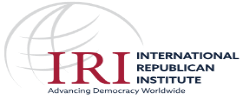 IRI
INTERNATIONAL
REPUBLICAN
INSTITUTE
Advancing Democracy Worldwide